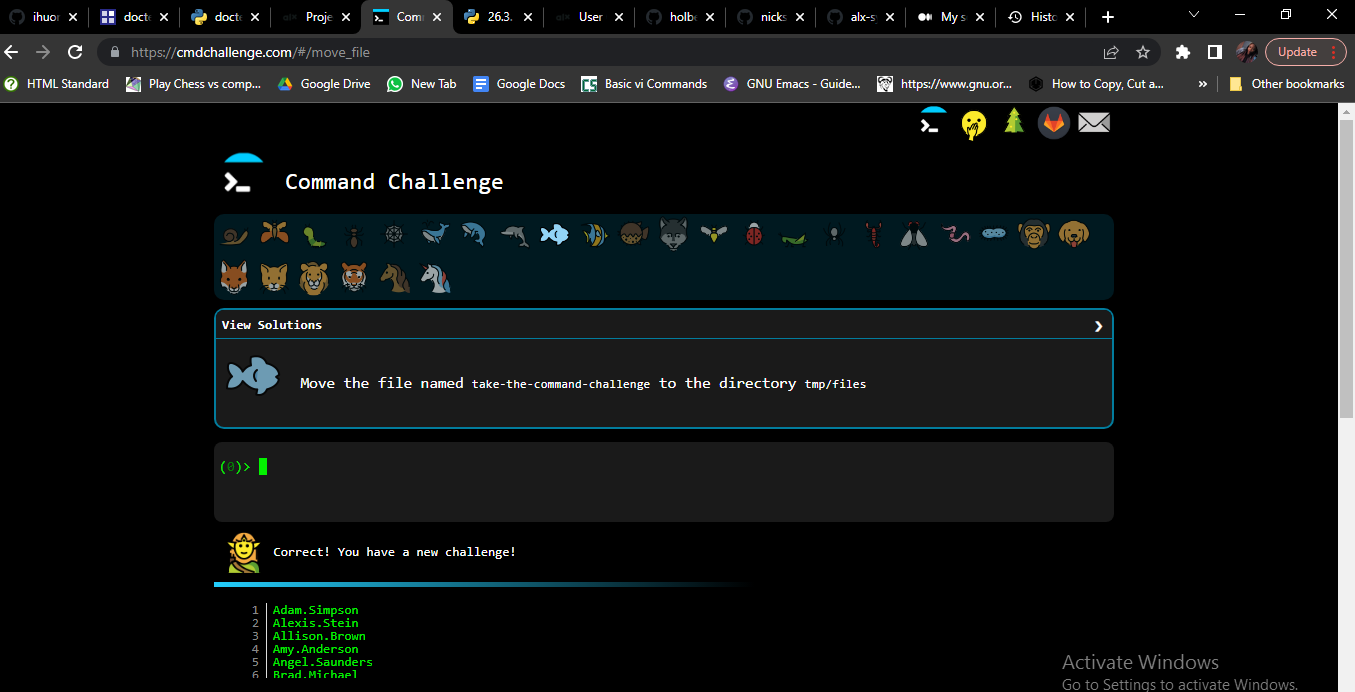 ihuor
docte
docte
Proje
Com
26.3.
User
holbe
nicks
alx-sy
My s
Histo
https://cmdchallenge.com/#/move_file
Update
HTML Standard
Play Chess vs comp...
Google Drive
New Tab
Google Docs
Basic vi Commands
GNU Emacs - Guide...
https://www.gnu.or...
How to Copy, Cut a...
»
Other bookmarks
Command Challenge
View Solutions
Move the file named take-the-command-challenge to the directory tmp/files
(0)>
Correct! You have a new challenge!
1 Adam.Simpson
2 Alexis.Stein
3 Allison.Brown
4 Amy.Anderson
5 Angel.Saunders
6 Brad.Michael
Activate Windows
Go to Settings to activate Windows.